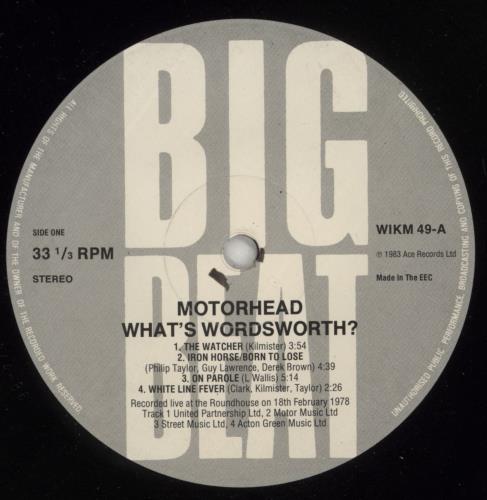 BIG
BEAT
ALL RIGHTS OF THE MANUFACTURER AND OF THE OWNER OF THE RECORDED WORK RESERVED.
UNAUTHORISED PUBLIC PERFORMANCE, BROADCASTING AND COPYING OF THIS RECORD PROHIBITED.
SIDE ONE
33 1/3 RPM
STEREO
WIKM 49-A
℗ 1983 Ace Records Ltd
Made In The EEC
MOTORHEAD
WHAT'S WORDSWORTH?
1. THE WATCHER (Kilmister) 3:54
2. IRON HORSE/BORN TO LOSE
(Philip Taylor, Guy Lawrence, Derek Brown) 4:39
3. ON PAROLE (L Wallis) 5:14
4. WHITE LINE FEVER (Clark, Kilmister, Taylor) 2:26
Recorded live at the Roundhouse on 18th February 1978
Track 1 United Partnership Ltd, 2 Motor Music Ltd
3 Street Music Ltd, 4 Acton Green Music Ltd